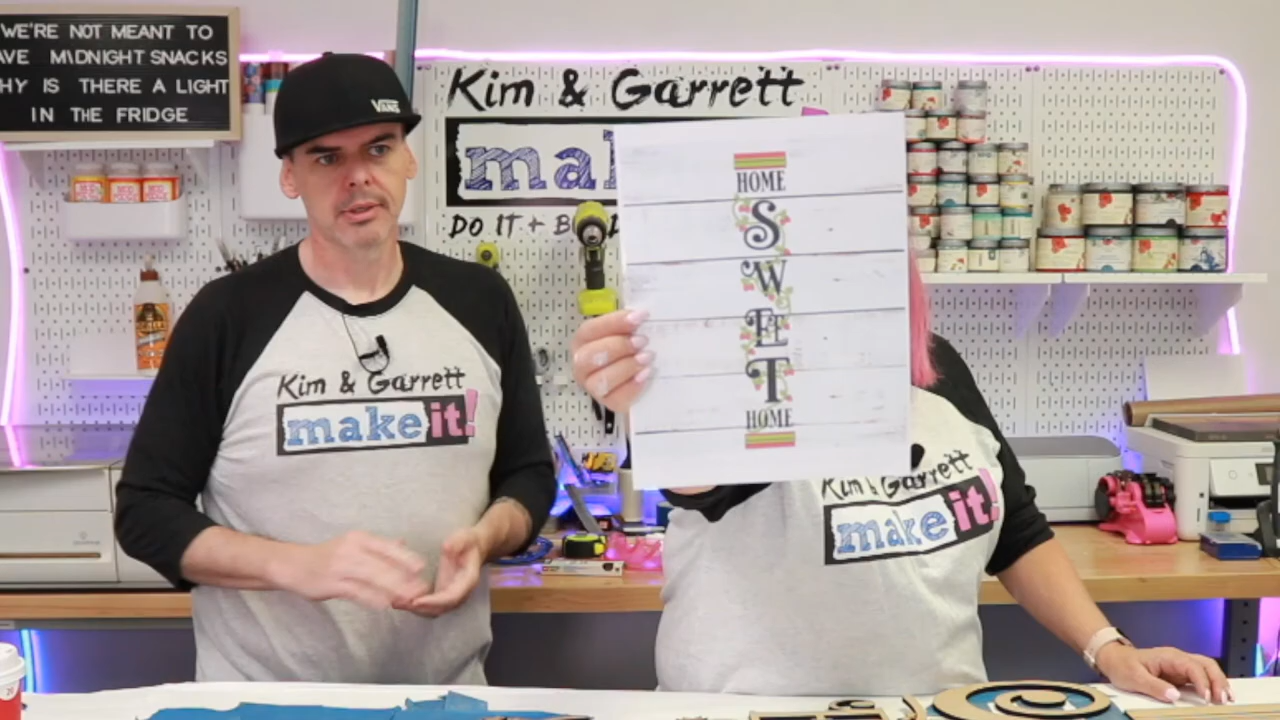 WE'RE NOT MEANT TO
AVE MIDNIGHT SNACKS
HY IS THERE A LIGHT
IN THE FRIDGE
VANS
Kim & Garrett
ma
DO IT + B
HOME
S
W
E
E
T
HOME
Kim & Garrett
make it!
Kim & Garrett
make it!